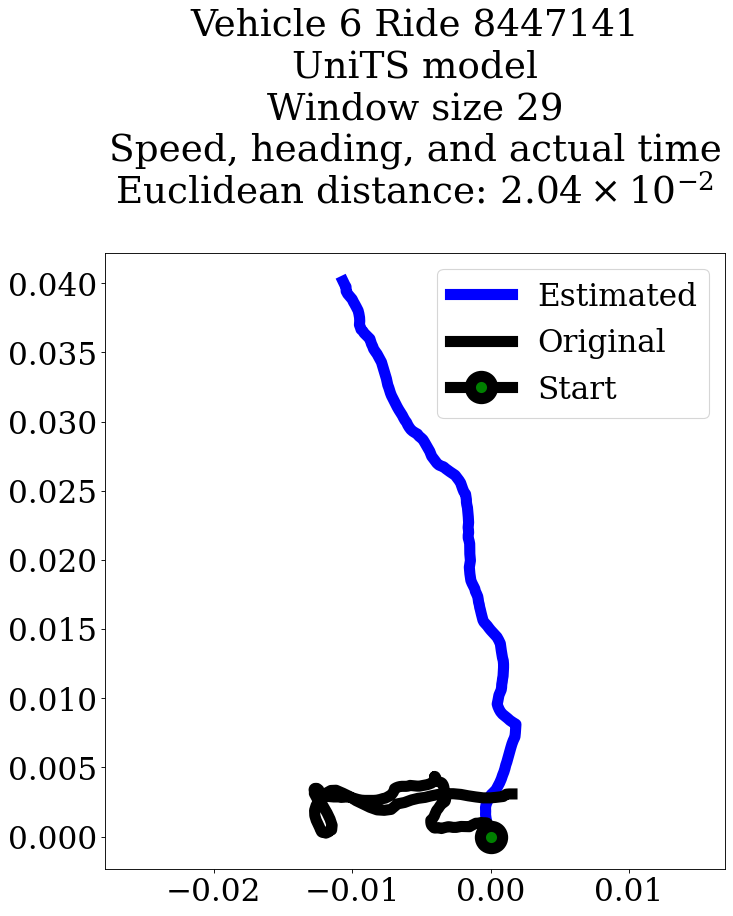 Vehicle 6 Ride 8447141
UniTS model
Window size 29
Speed, heading, and actual time
Euclidean distance: 2.04 × 10⁻²
Estimated
Original
Start
0.040
0.035
0.030
0.025
0.020
0.015
0.010
0.005
0.000
−0.02 −0.01 0.00 0.01